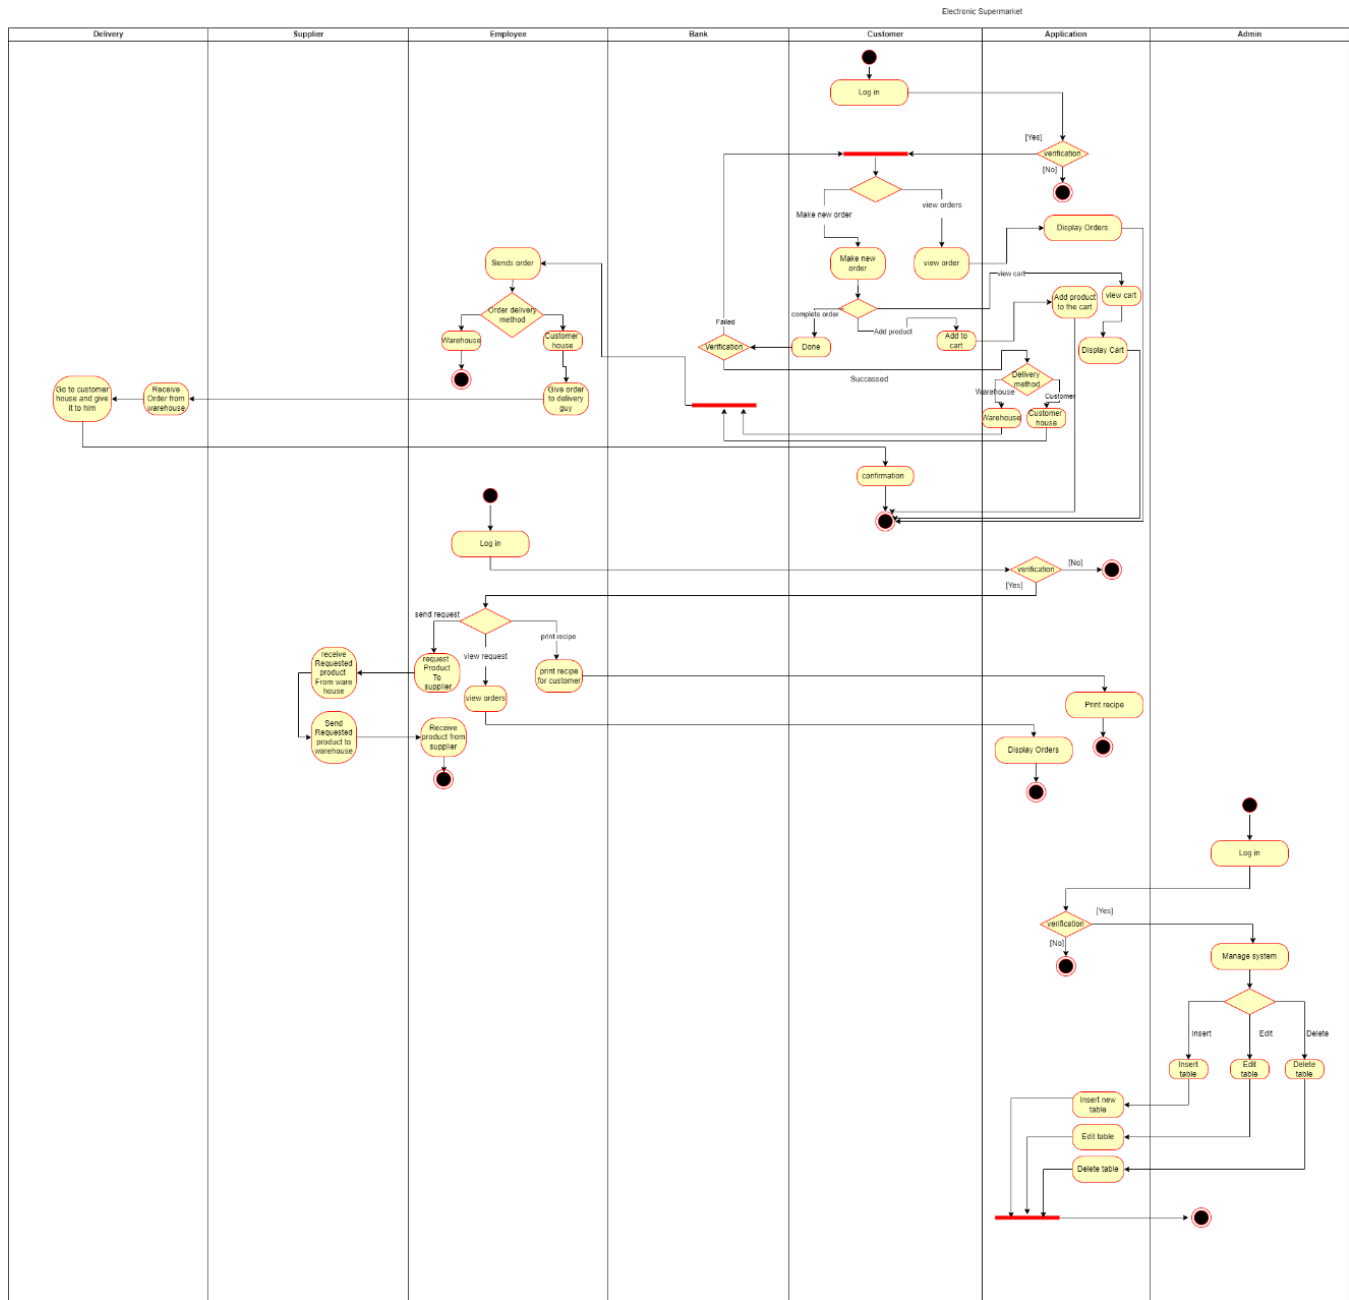 Electronic Supermarket
Delivery
Supplier
Employee
Bank
Customer
Application
Admin
Log in
[Yes]
verification
[No]
Make new order
view orders
Display Orders
Make new
order
view order
view cart
Sends order
Add product
to the cart
view cart
Order delivery
method
complete order
Failed
Add product
Warehouse
Customer
house
Verification
Done
Add to
cart
Display Cart
Successed
Delivery
method
Go to customer
house and give
it to him
Receive
Order from
warehouse
Give order
to delivery
guy
Warehouse
Customer
Warehouse
Customer
house
confirmation
Log in
verification
[No]
[Yes]
send request
print recipe
view request
receive
Requested
product
From ware
house
request
Product
To
supplier
print recipe
for customer
view orders
Print recipe
Send
Requested
product to
warehouse
Receive
product from
supplier
Display Orders
Log in
[Yes]
verification
[No]
Manage system
Insert
Edit
Delete
Insert
table
Edit
table
Delete
table
Insert new
table
Edit table
Delete table